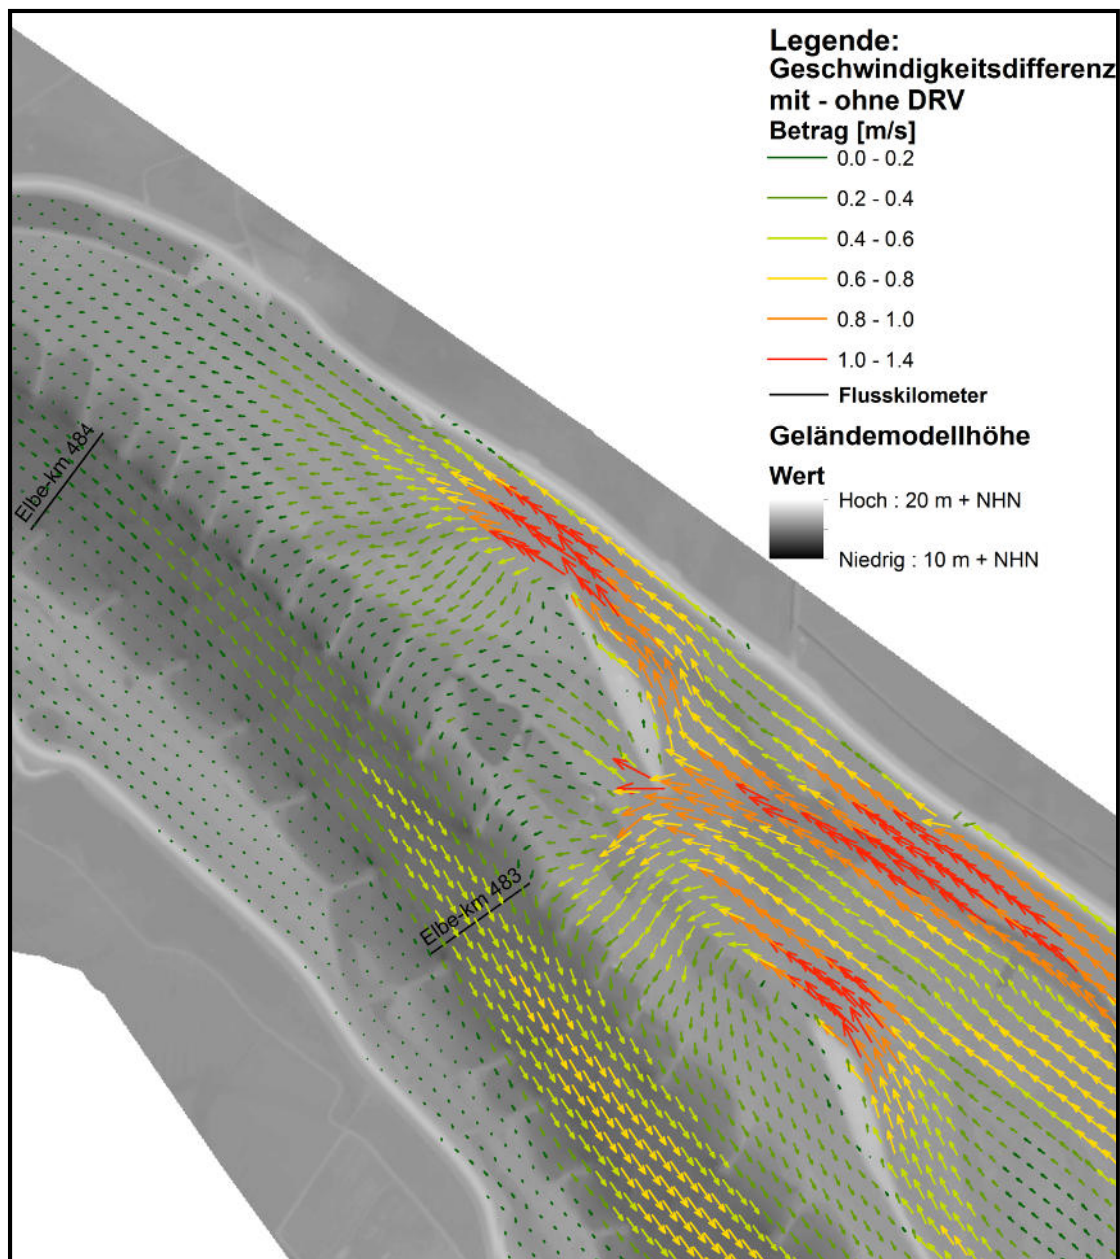 Legende:
Geschwindigkeitsdifferenz
mit - ohne DRV
Betrag [m/s]
0.0 - 0.2
0.2 - 0.4
0.4 - 0.6
0.6 - 0.8
0.8 - 1.0
1.0 - 1.4
Flusskilometer
Geländemodellhöhe
Wert
Hoch : 20 m + NHN
Niedrig : 10 m + NHN
Elbe-km 484
Elbe-km 483